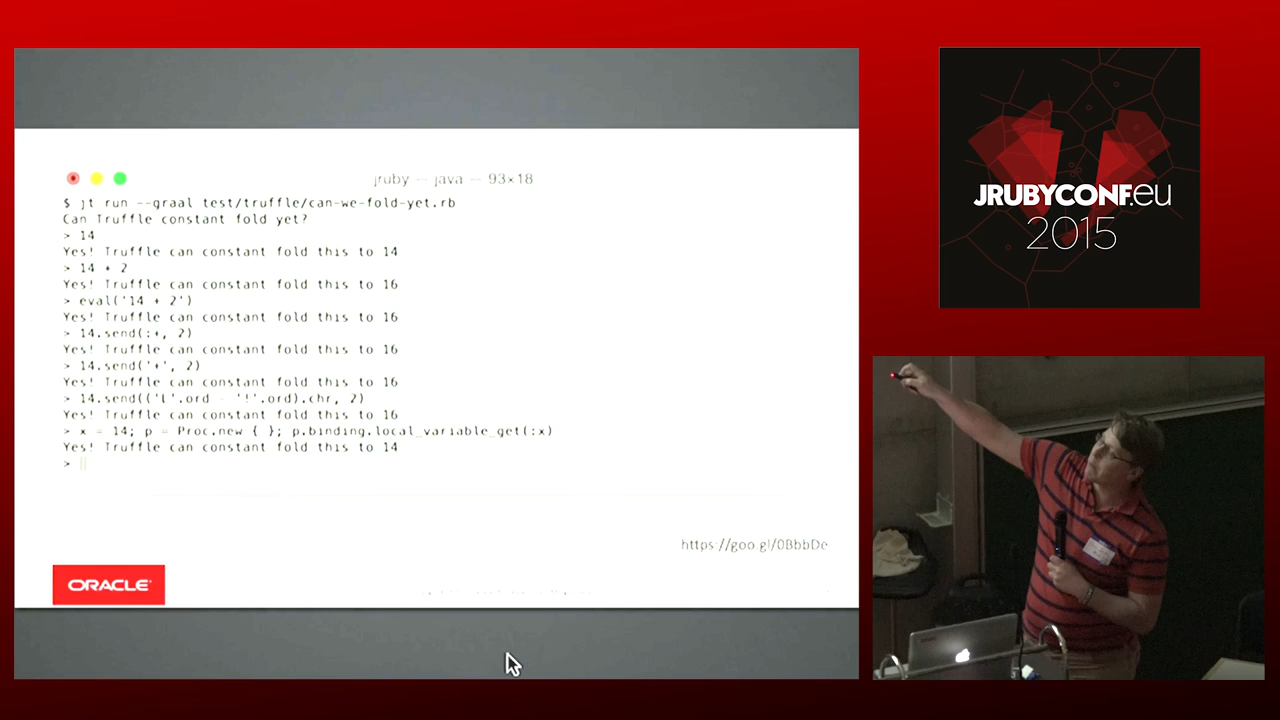 jruby — java — 93×18
$ jt run --graal test/truffle/can-we-fold-yet.rb
Can Truffle constant fold yet?
> 14
Yes! Truffle can constant fold this to 14
> 14 + 2
Yes! Truffle can constant fold this to 16
> eval('14 + 2')
Yes! Truffle can constant fold this to 16
> 14.send(:+, 2)
Yes! Truffle can constant fold this to 16
> 14.send('+', 2)
Yes! Truffle can constant fold this to 16
> 14.send(('l'.ord - '!'.ord).chr, 2)
Yes! Truffle can constant fold this to 16
> x = 14; p = Proc.new { }; p.binding.local_variable_get(:x)
Yes! Truffle can constant fold this to 14
>
https://goo.gl/0BbbDe
ORACLE
JRUBYCONF.eu
2015